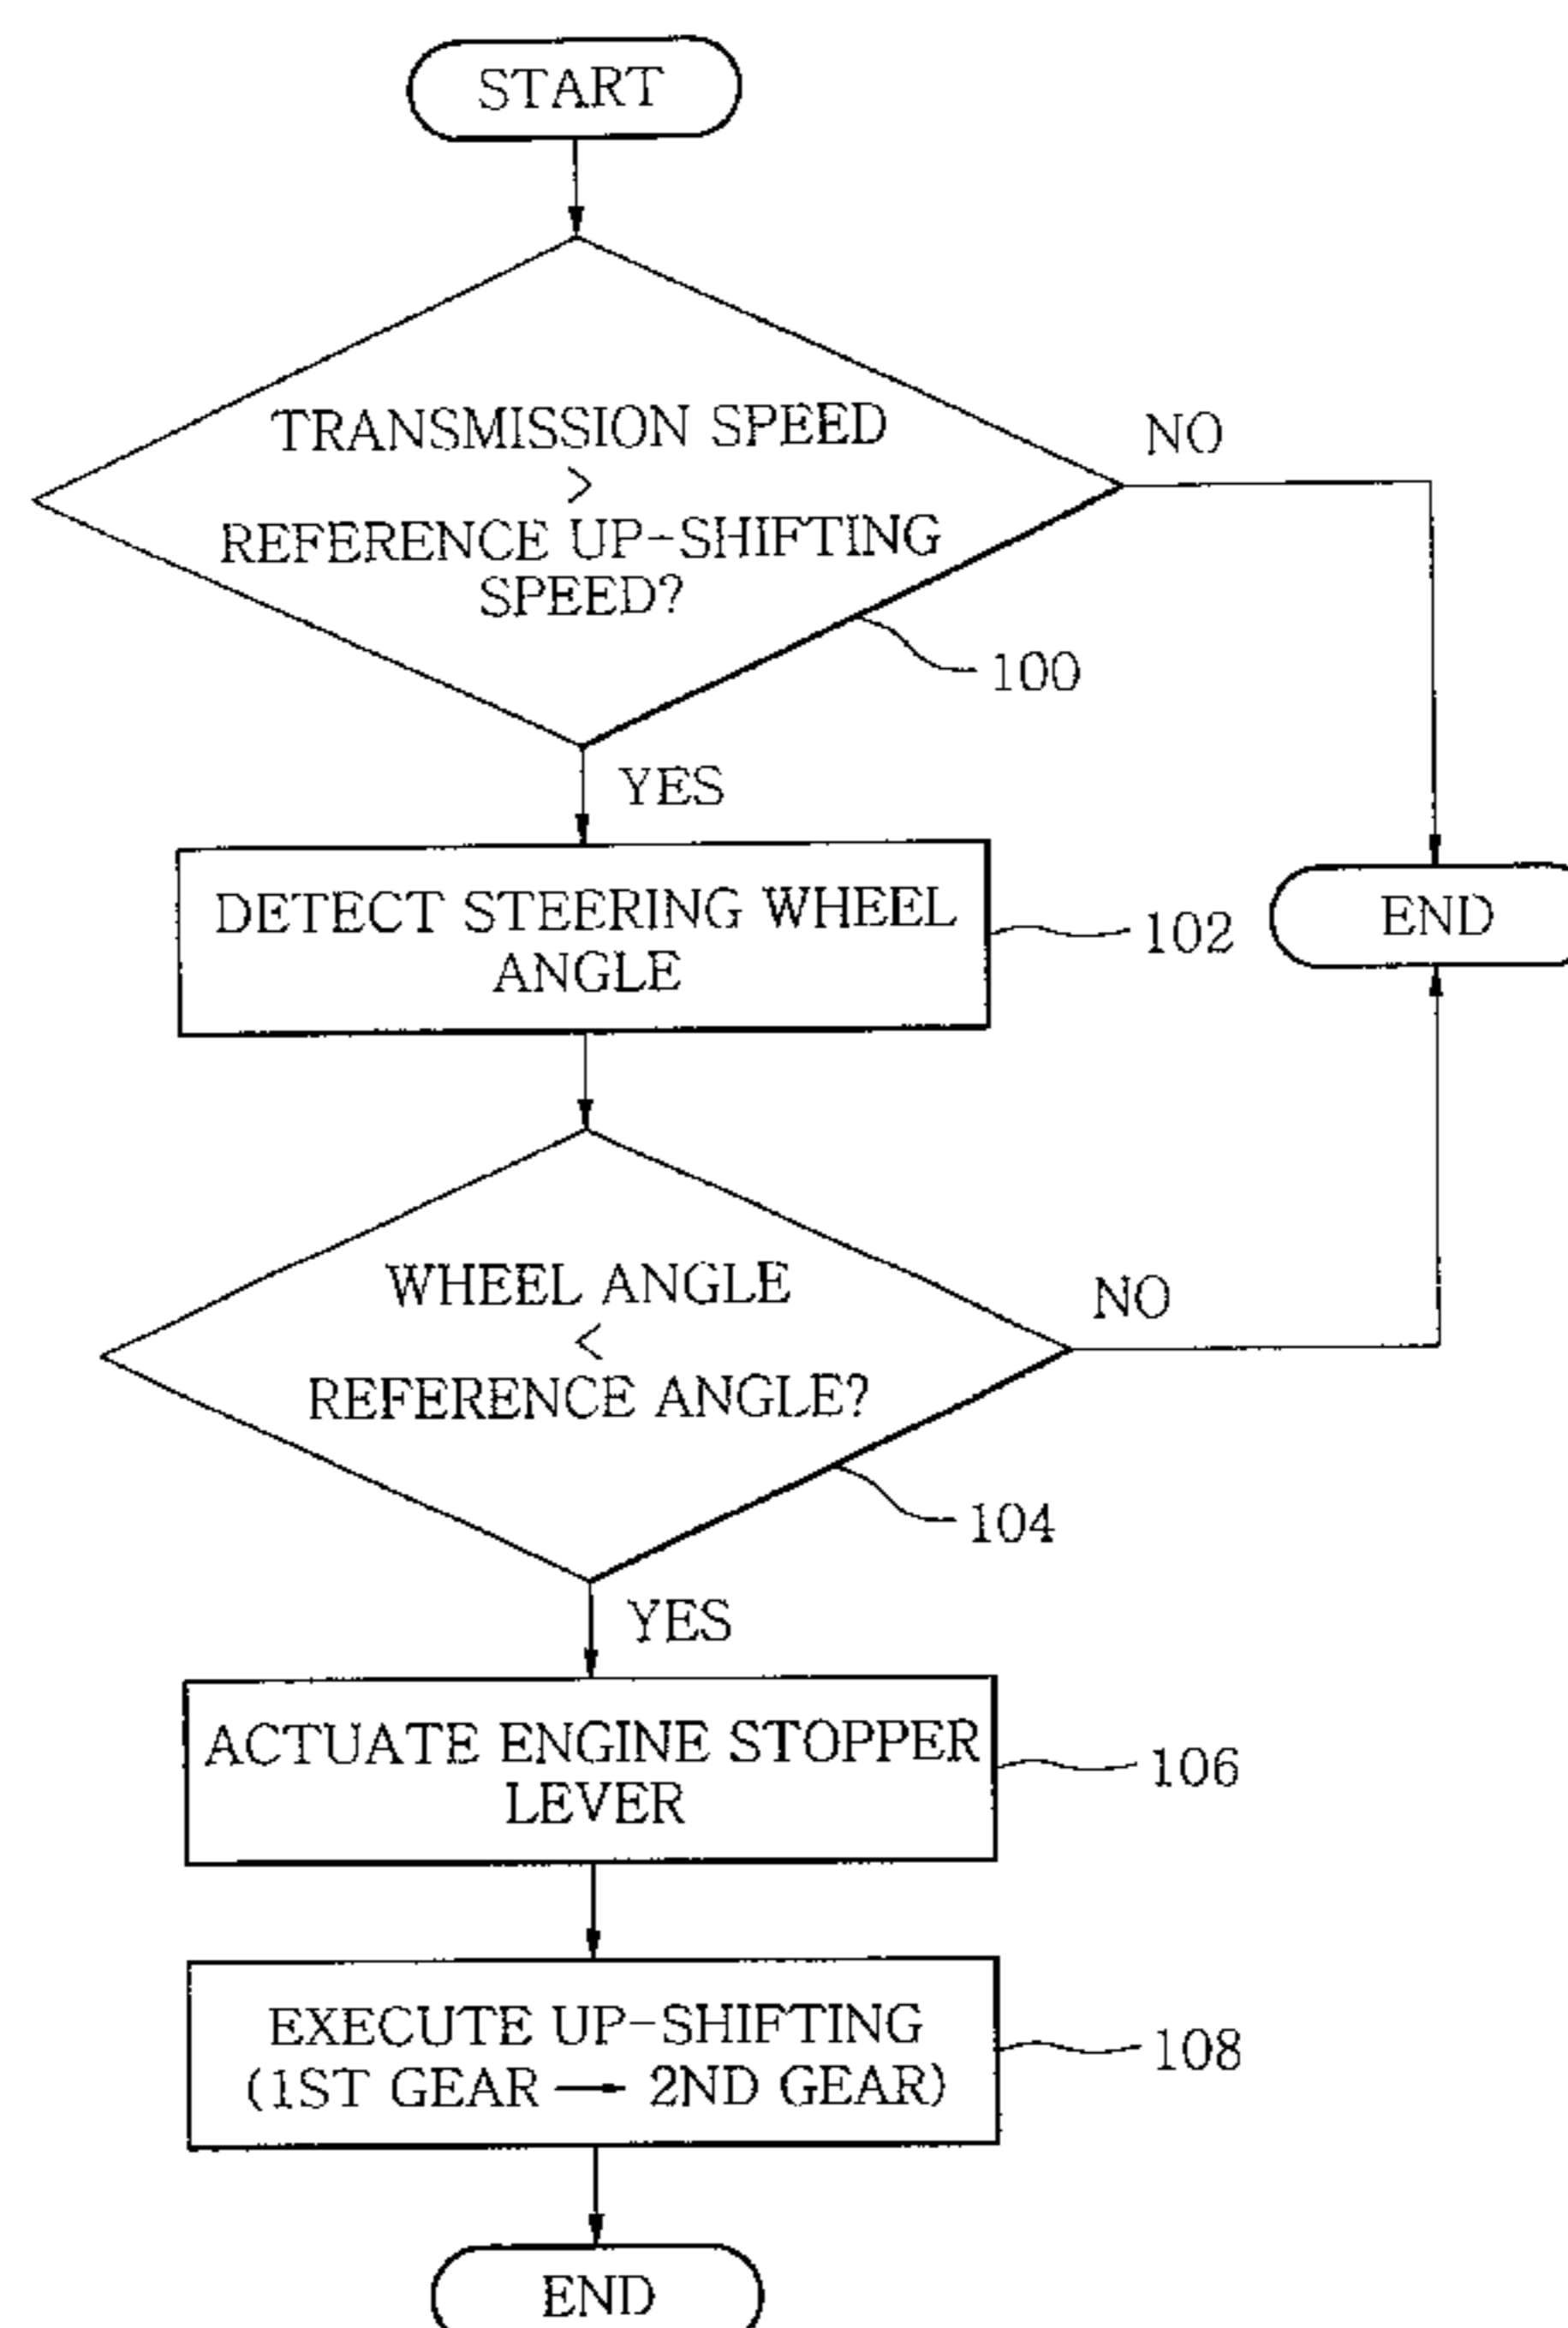 START
TRANSMISSION SPEED
>
REFERENCE UP-SHIFTING
SPEED?
NO
100
YES
DETECT STEERING WHEEL
ANGLE
102
END
WHEEL ANGLE
<
REFERENCE ANGLE?
NO
104
YES
ACTUATE ENGINE STOPPER
LEVER
106
EXECUTE UP-SHIFTING
(1ST GEAR → 2ND GEAR)
108
END